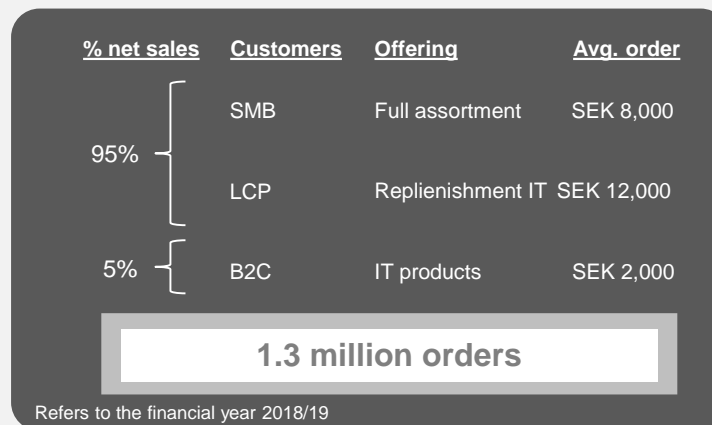 % net sales Customers Offering Avg. order
SMB Full assortment SEK 8,000
95%
LCP Replienishment IT SEK 12,000
5% B2C IT products SEK 2,000
1.3 million orders
Refers to the financial year 2018/19